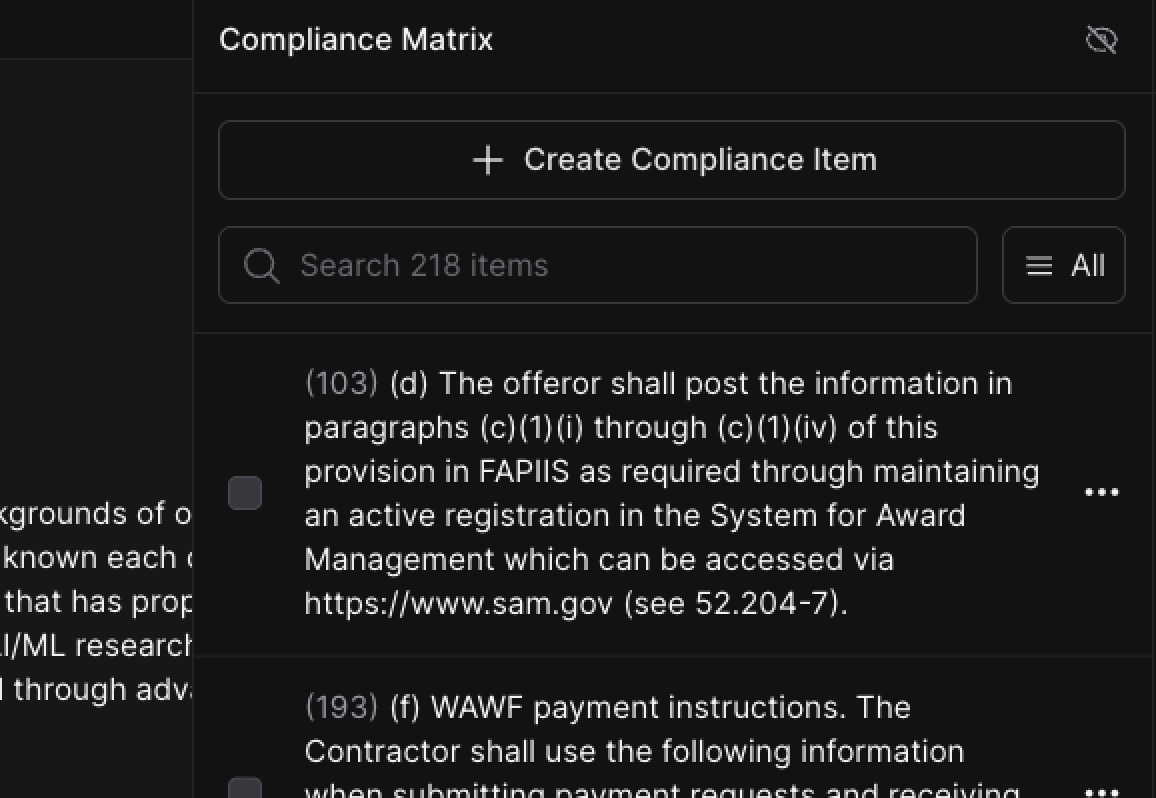 Compliance Matrix
Create Compliance Item
Search 218 items
All
(103) (d) The offeror shall post the information in
paragraphs (c)(1)(i) through (c)(1)(iv) of this
provision in FAPIIS as required through maintaining
an active registration in the System for Award
Management which can be accessed via
https://www.sam.gov (see 52.204-7).
(193) (f) WAWF payment instructions. The
Contractor shall use the following information
when submitting payment requests and receiving
kgrounds of o
known each
that has prop
I/ML research
through adva